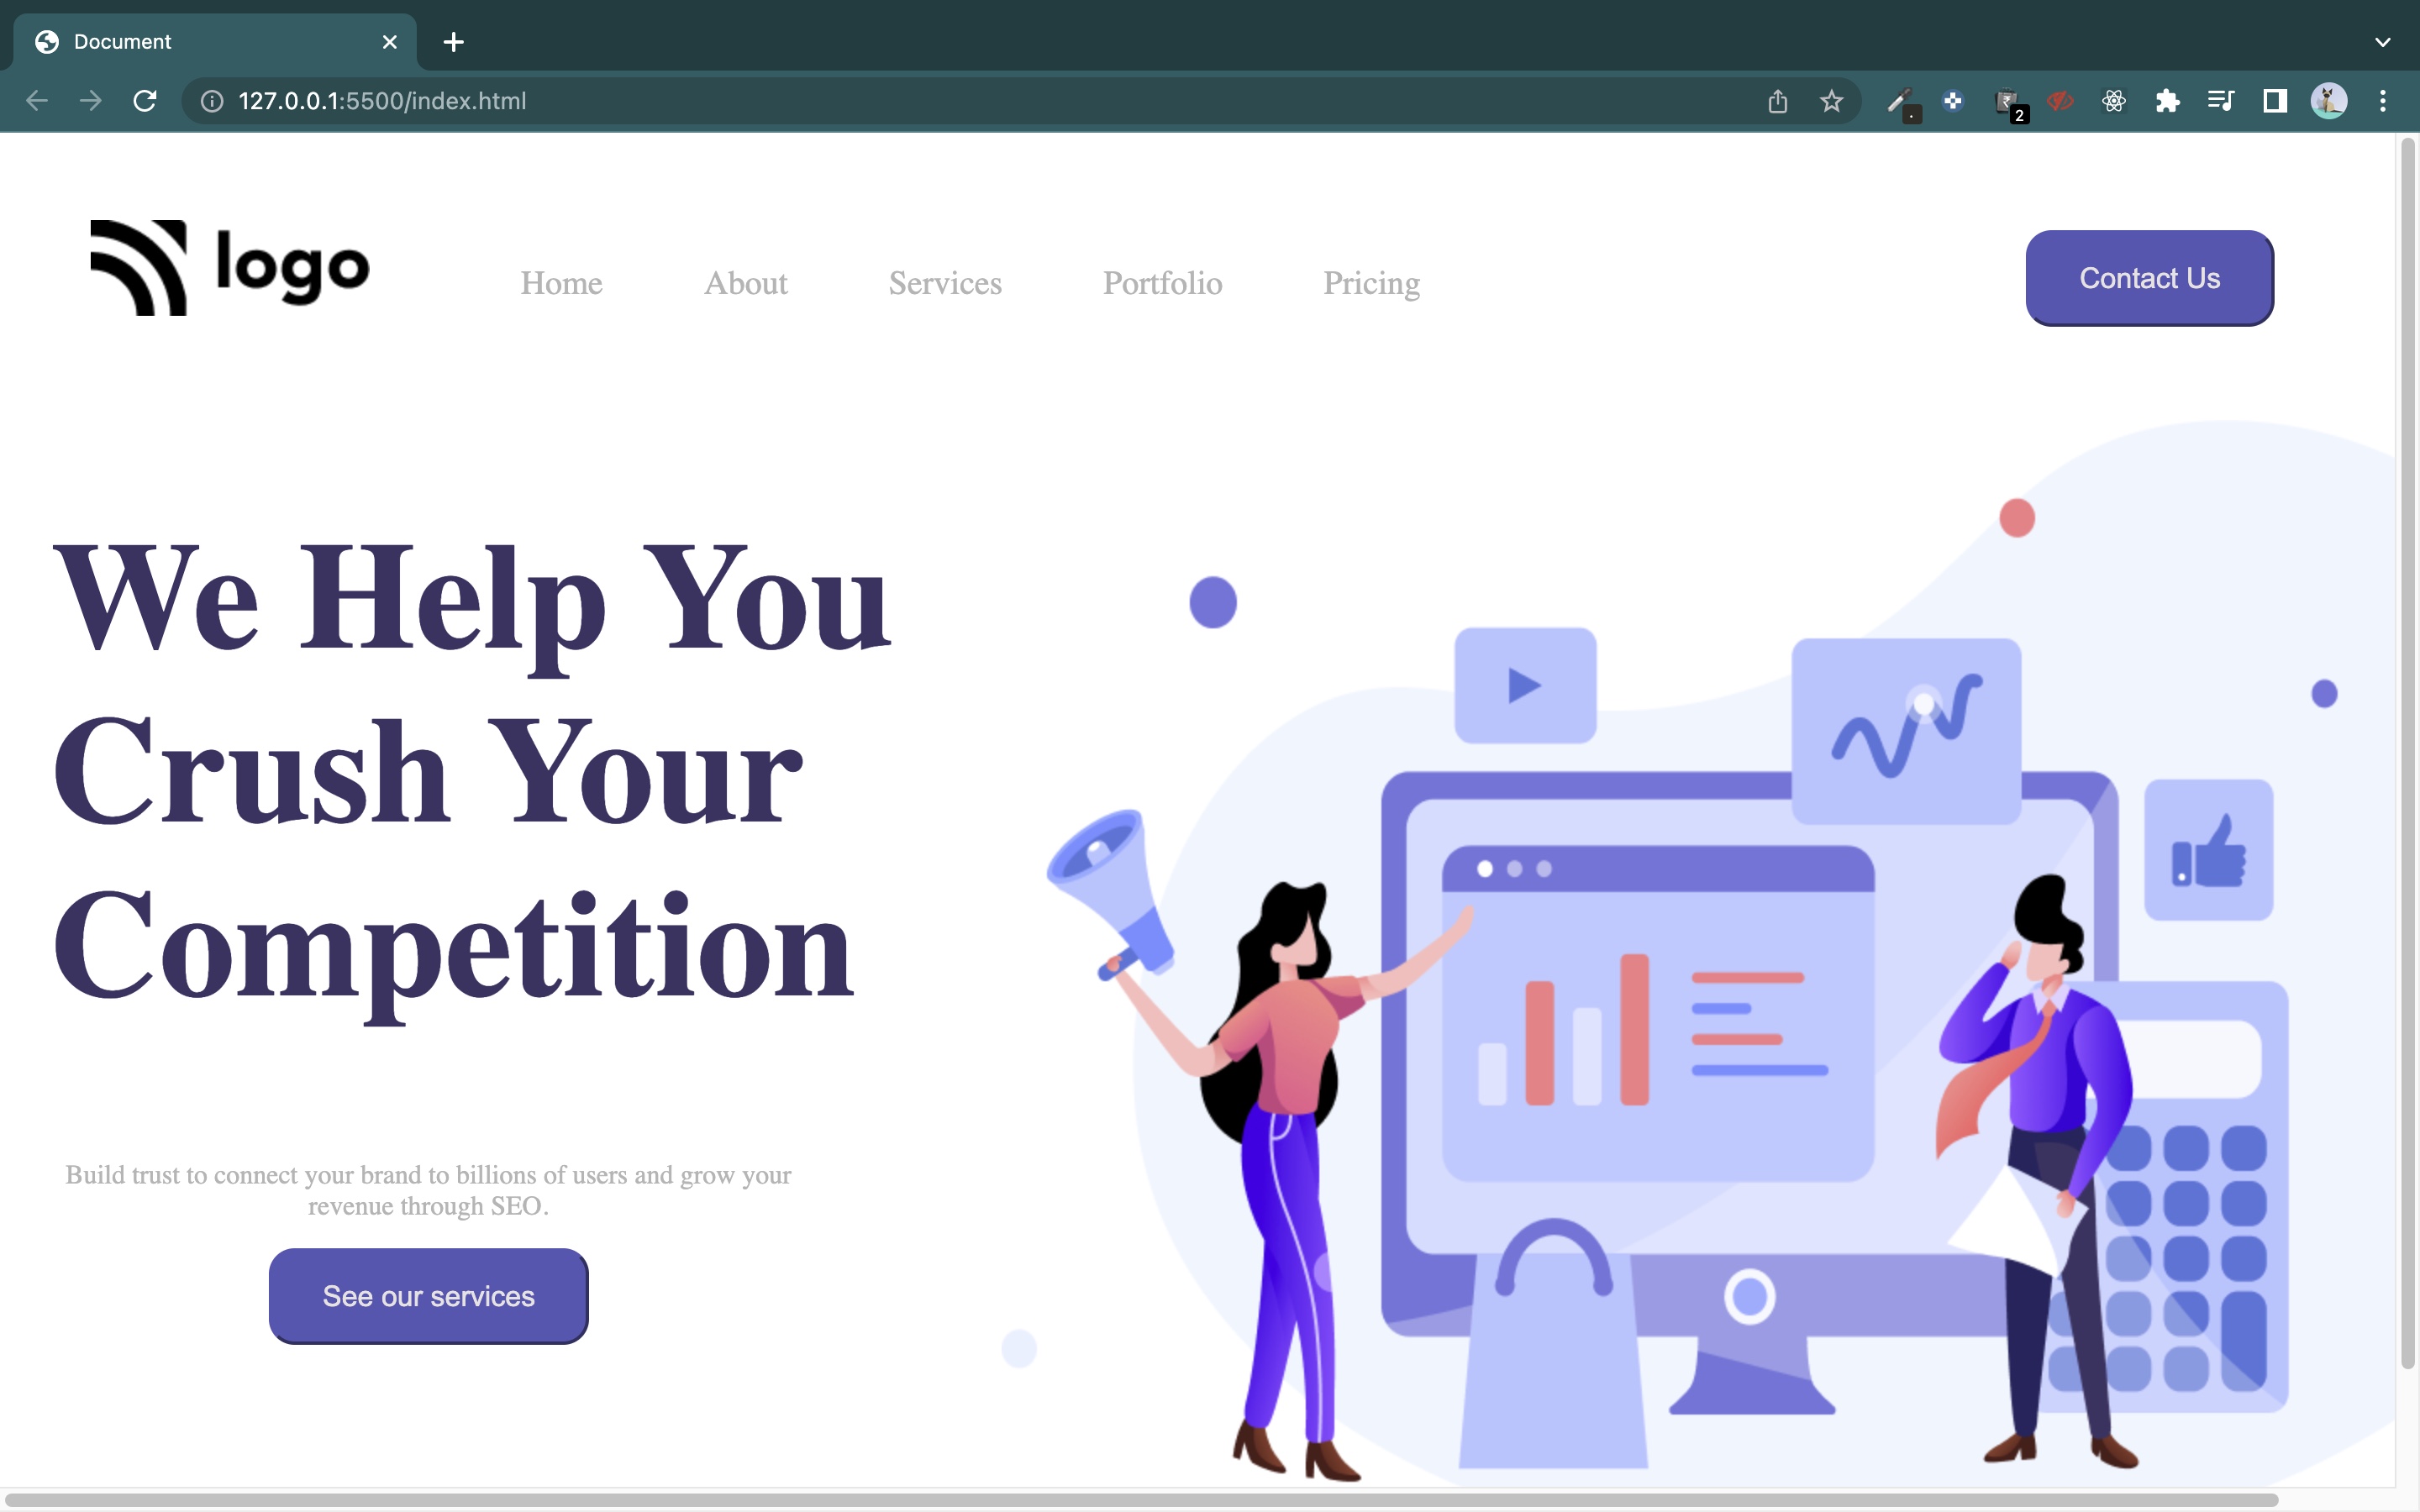 Document
127.0.0.1:5500/index.html
2
logo
Home About Services Portfolio Pricing
Contact Us
We Help You
Crush Your
Competition
Build trust to connect your brand to billions of users and grow your
revenue through SEO.
See our services